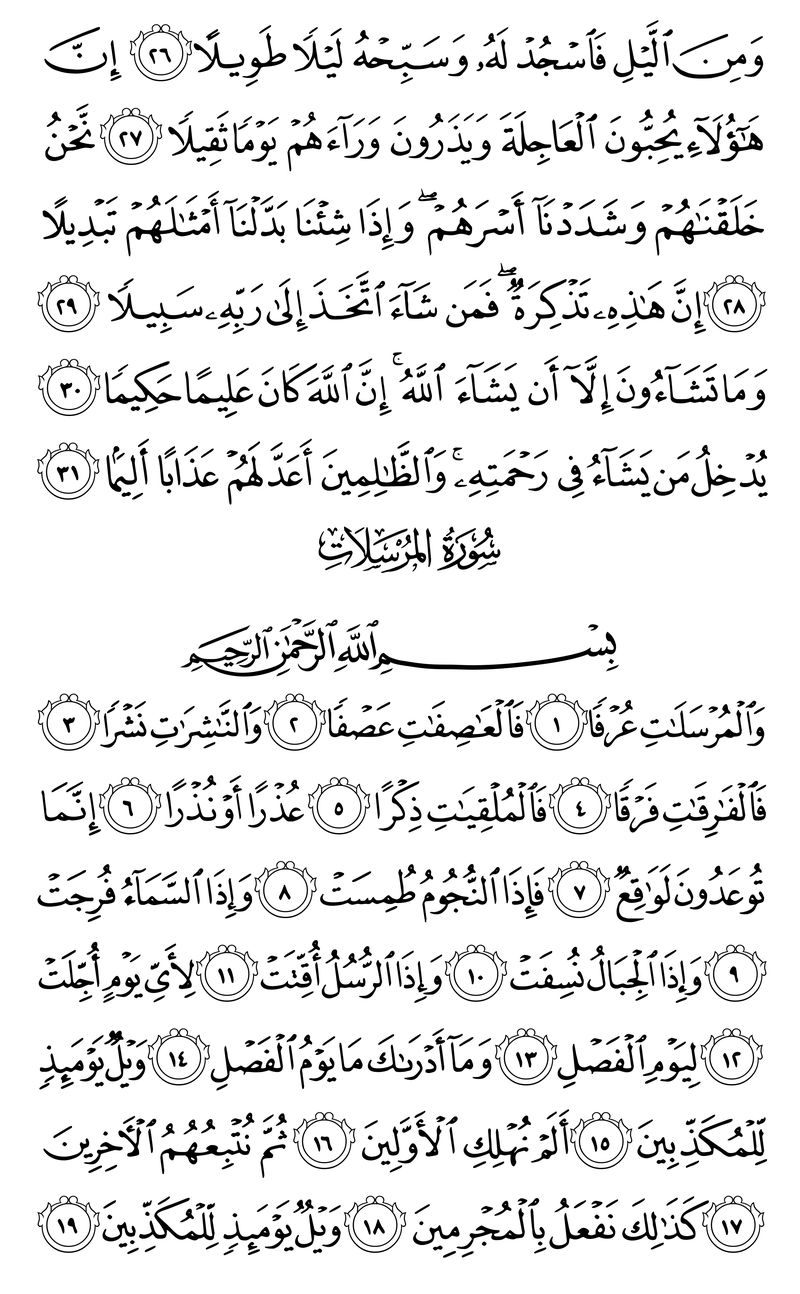 وَمِنَ ٱلَّيۡلِ فَٱسۡجُدۡ لَهُۥ وَسَبِّحۡهُ لَيۡلٗا طَوِيلًا ٢٦ إِنَّ
هَٰٓؤُلَآءِ يُحِبُّونَ ٱلۡعَاجِلَةَ وَيَذَرُونَ وَرَآءَهُمۡ يَوۡمٗا ثَقِيلٗا ٢٧ نَّحۡنُ
خَلَقۡنَٰهُمۡ وَشَدَدۡنَآ أَسۡرَهُمۡۖ وَإِذَا شِئۡنَا بَدَّلۡنَآ أَمۡثَٰلَهُمۡ تَبۡدِيلًا
٢٨ إِنَّ هَٰذِهِۦ تَذۡكِرَةٞۖ فَمَن شَآءَ ٱتَّخَذَ إِلَىٰ رَبِّهِۦ سَبِيلٗا ٢٩
وَمَا تَشَآءُونَ إِلَّآ أَن يَشَآءَ ٱللَّهُۚ إِنَّ ٱللَّهَ كَانَ عَلِيمًا حَكِيمٗا ٣٠
يُدۡخِلُ مَن يَشَآءُ فِي رَحۡمَتِهِۦۚ وَٱلظَّٰلِمِينَ أَعَدَّ لَهُمۡ عَذَابًا أَلِيمَۢا ٣١
سُورَةُ المُرۡسَلَاتِ
بِسۡمِ ٱللَّهِ ٱلرَّحۡمَٰنِ ٱلرَّحِيمِ
وَٱلۡمُرۡسَلَٰتِ عُرۡفٗا ١ فَٱلۡعَٰصِفَٰتِ عَصۡفٗا ٢ وَٱلنَّٰشِرَٰتِ نَشۡرٗا ٣
فَٱلۡفَٰرِقَٰتِ فَرۡقٗا ٤ فَٱلۡمُلۡقِيَٰتِ ذِكۡرًا ٥ عُذۡرًا أَوۡ نُذۡرًا ٦ إِنَّمَا
تُوعَدُونَ لَوَٰقِعٞ ٧ فَإِذَا ٱلنُّجُومُ طُمِسَتۡ ٨ وَإِذَا ٱلسَّمَآءُ فُرِجَتۡ
٩ وَإِذَا ٱلۡجِبَالُ نُسِفَتۡ ١٠ وَإِذَا ٱلرُّسُلُ أُقِّتَتۡ ١١ لِأَيِّ يَوۡمٍ أُجِّلَتۡ
١٢ لِيَوۡمِ ٱلۡفَصۡلِ ١٣ وَمَآ أَدۡرَىٰكَ مَا يَوۡمُ ٱلۡفَصۡلِ ١٤ وَيۡلٞ يَوۡمَئِذٖ
لِّلۡمُكَذِّبِينَ ١٥ أَلَمۡ نُهۡلِكِ ٱلۡأَوَّلِينَ ١٦ ثُمَّ نُتۡبِعُهُمُ ٱلۡأٓخِرِينَ
١٧ كَذَٰلِكَ نَفۡعَلُ بِٱلۡمُجۡرِمِينَ ١٨ وَيۡلٞ يَوۡمَئِذٖ لِّلۡمُكَذِّبِينَ ١٩